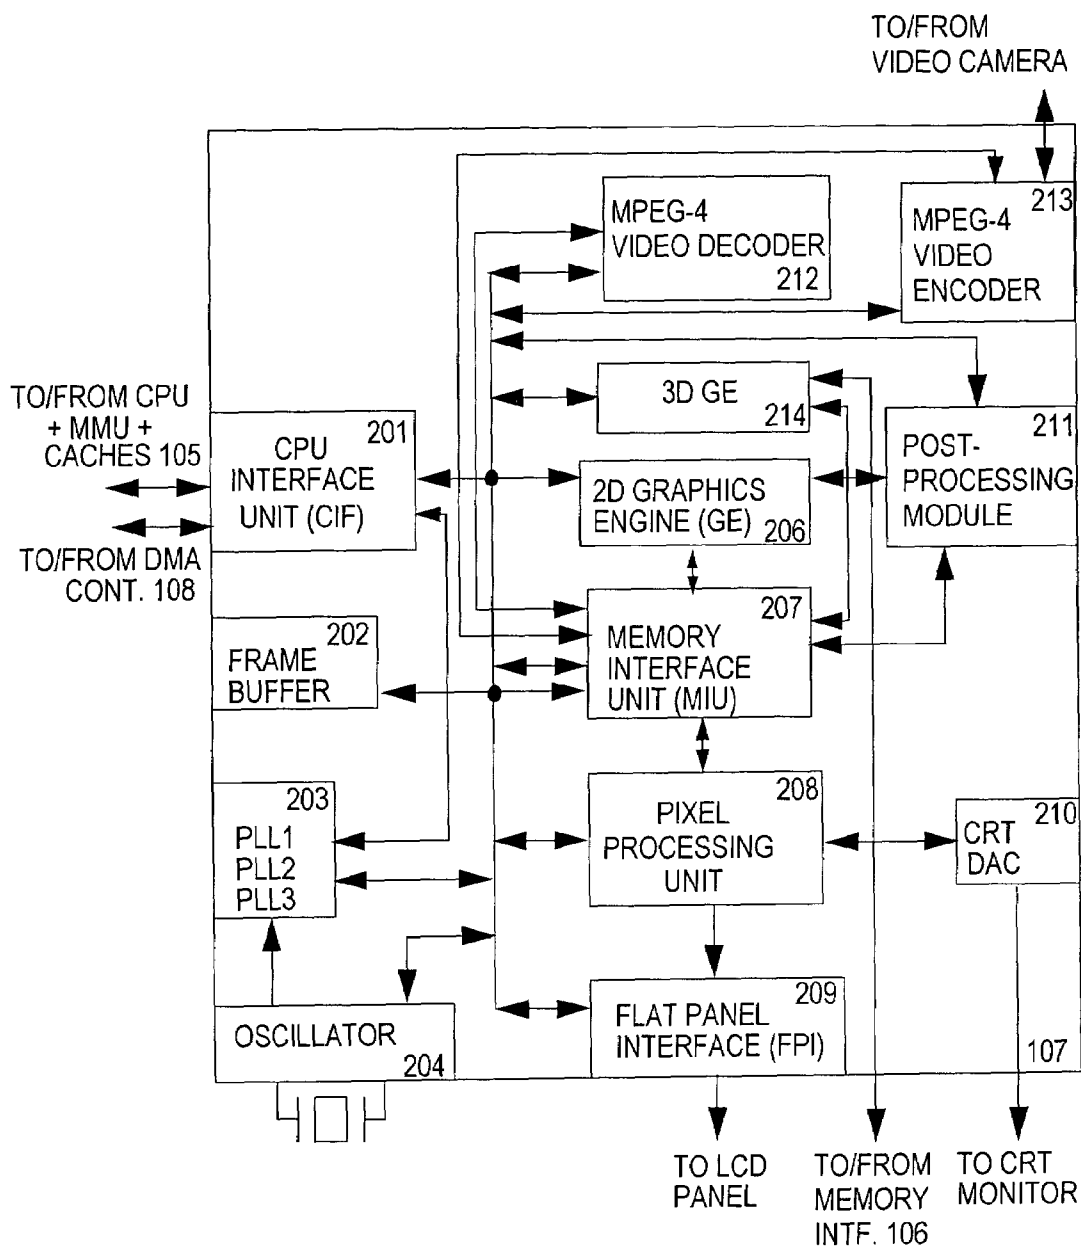 TO/FROM
VIDEO CAMERA
213
MPEG-4
VIDEO
ENCODER
MPEG-4
VIDEO DECODER
212
3D GE
214
TO/FROM CPU
+ MMU +
CACHES 105
201
CPU
INTERFACE
UNIT (CIF)
TO/FROM DMA
CONT. 108
2D GRAPHICS
ENGINE (GE)
206
211
POST-
PROCESSING
MODULE
202
FRAME
BUFFER
207
MEMORY
INTERFACE
UNIT (MIU)
203
PLL1
PLL2
PLL3
208
PIXEL
PROCESSING
UNIT
210
CRT
DAC
OSCILLATOR
204
209
FLAT PANEL
INTERFACE (FPI)
107
TO LCD
PANEL
TO/FROM
MEMORY
INTF. 106
TO CRT
MONITOR